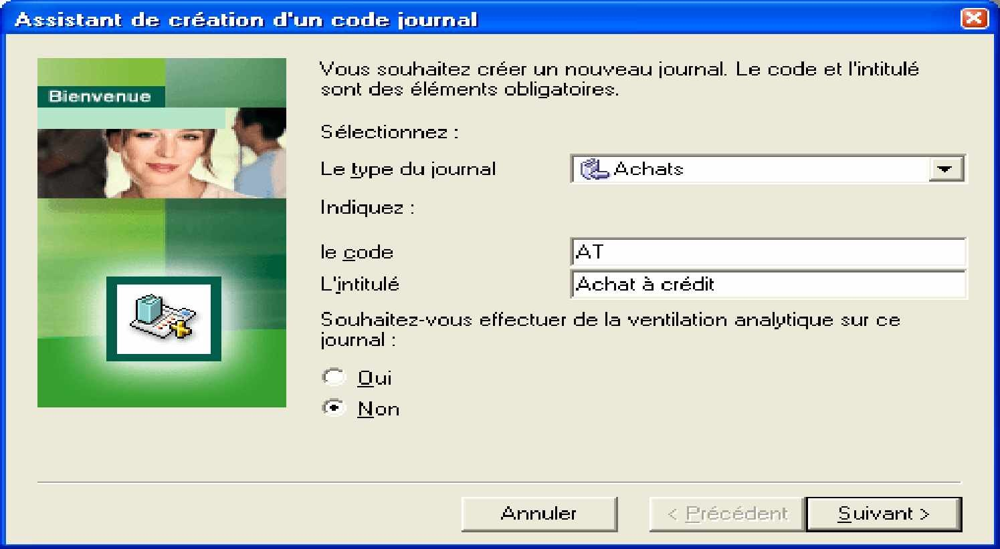 Assistant de création d'un code journal
Bienvenue
Vous souhaitez créer un nouveau journal. Le code et l'intitulé
sont des éléments obligatoires.
Sélectionnez :
Le type du journal
Achats
Indiquez :
le code
AT
L'intitulé
Achat à crédit
Souhaitez-vous effectuer de la ventilation analytique sur ce
journal :
Oui
Non
Annuler
< Précédent
Suivant >